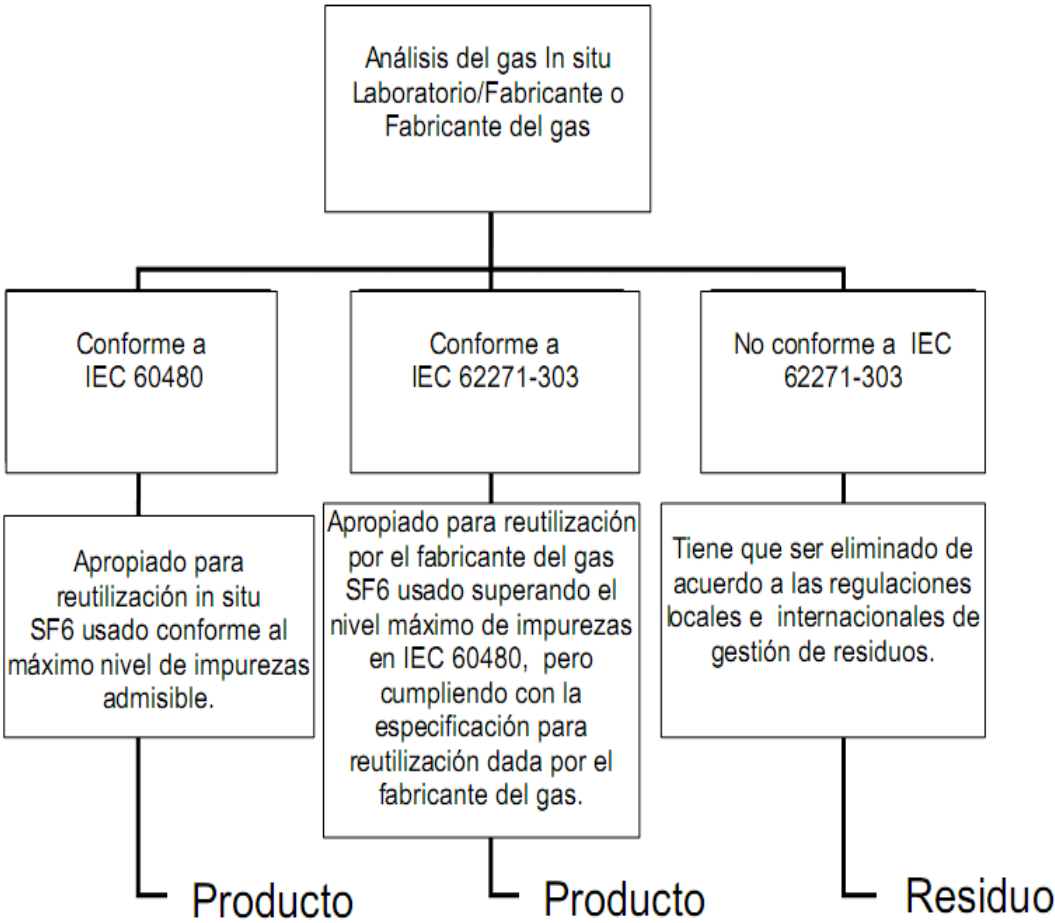 Análisis del gas In situ
Laboratorio/Fabricante o
Fabricante del gas
Conforme a
IEC 60480
Conforme a
IEC 62271-303
No conforme a IEC
62271-303
Apropiado para
reutilización in situ
SF6 usado conforme al
máximo nivel de impurezas
admisible.
Apropiado para reutilización
por el fabricante del gas
SF6 usado superando el
nivel máximo de impurezas
en IEC 60480, pero
cumpliendo con la
especificación para
reutilización dada por el
fabricante del gas.
Tiene que ser eliminado de
acuerdo a las regulaciones
locales e internacionales de
gestión de residuos.
Producto
Producto
Residuo